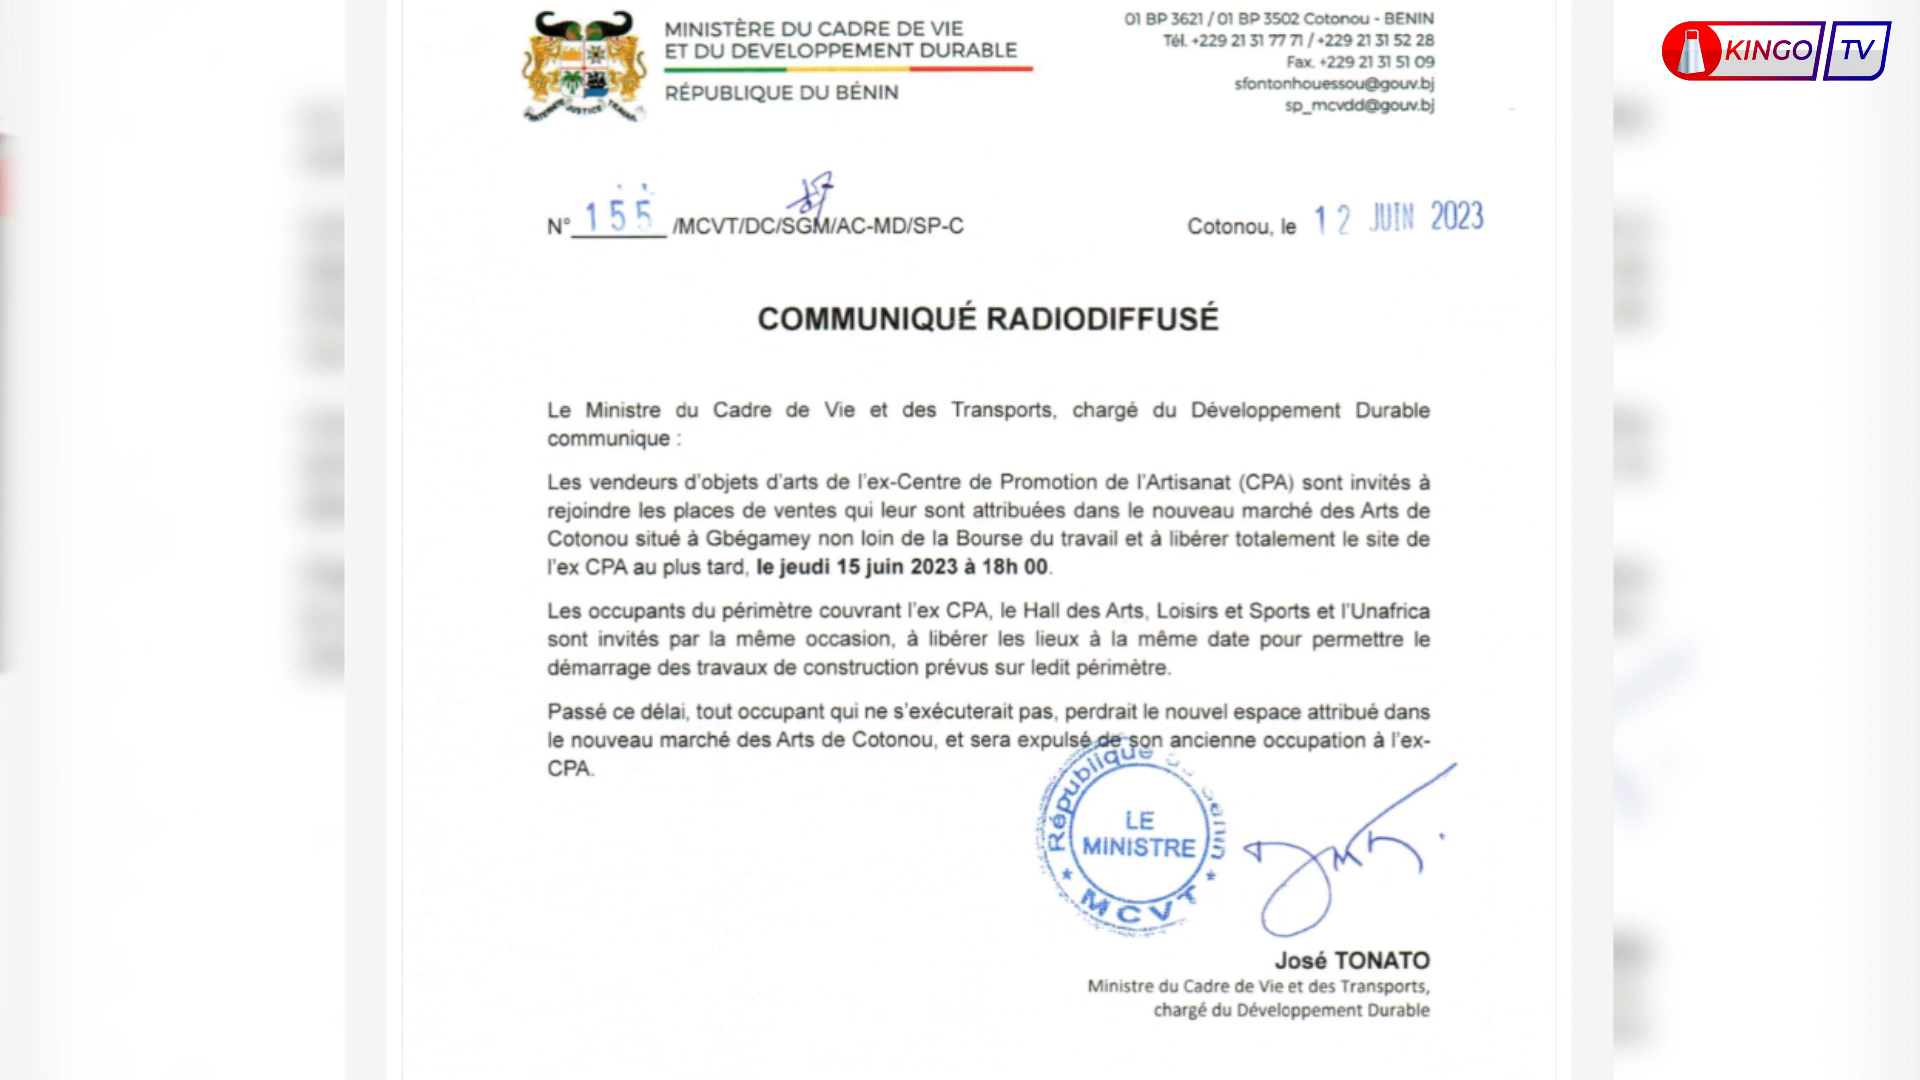 MINISTÈRE DU CADRE DE VIE
ET DU DEVELOPPEMENT DURABLE
RÉPUBLIQUE DU BÉNIN
01 BP 3621 / 01 BP 3502 Cotonou - BENIN
Tél. +229 21 31 77 71 / +229 21 31 52 28
Fax. +229 21 31 51 09
sfontonhouessou@gouv.bj
sp_mcvdd@gouv.bj
KINGO TV
N° 155 /MCVT/DC/SGM/AC-MD/SP-C
Cotonou, le 12 JUIN 2023
COMMUNIQUÉ RADIODIFFUSÉ
Le Ministre du Cadre de Vie et des Transports, chargé du Développement Durable
communique :
Les vendeurs d'objets d'arts de l'ex-Centre de Promotion de l'Artisanat (CPA) sont invités à
rejoindre les places de ventes qui leur sont attribuées dans le nouveau marché des Arts de
Cotonou situé à Gbégamey non loin de la Bourse du travail et à libérer totalement le site de
l'ex CPA au plus tard, le jeudi 15 juin 2023 à 18h 00.
Les occupants du périmètre couvrant l'ex CPA, le Hall des Arts, Loisirs et Sports et l'Unafrica
sont invités par la même occasion, à libérer les lieux à la même date pour permettre le
démarrage des travaux de construction prévus sur ledit périmètre.
Passé ce délai, tout occupant qui ne s'exécuterait pas, perdrait le nouvel espace attribué dans
le nouveau marché des Arts de Cotonou, et sera expulsé de son ancienne occupation à l'ex-
CPA.
République du Bénin
LE
MINISTRE
MCVT
José TONATO
Ministre du Cadre de Vie et des Transports,
chargé du Développement Durable